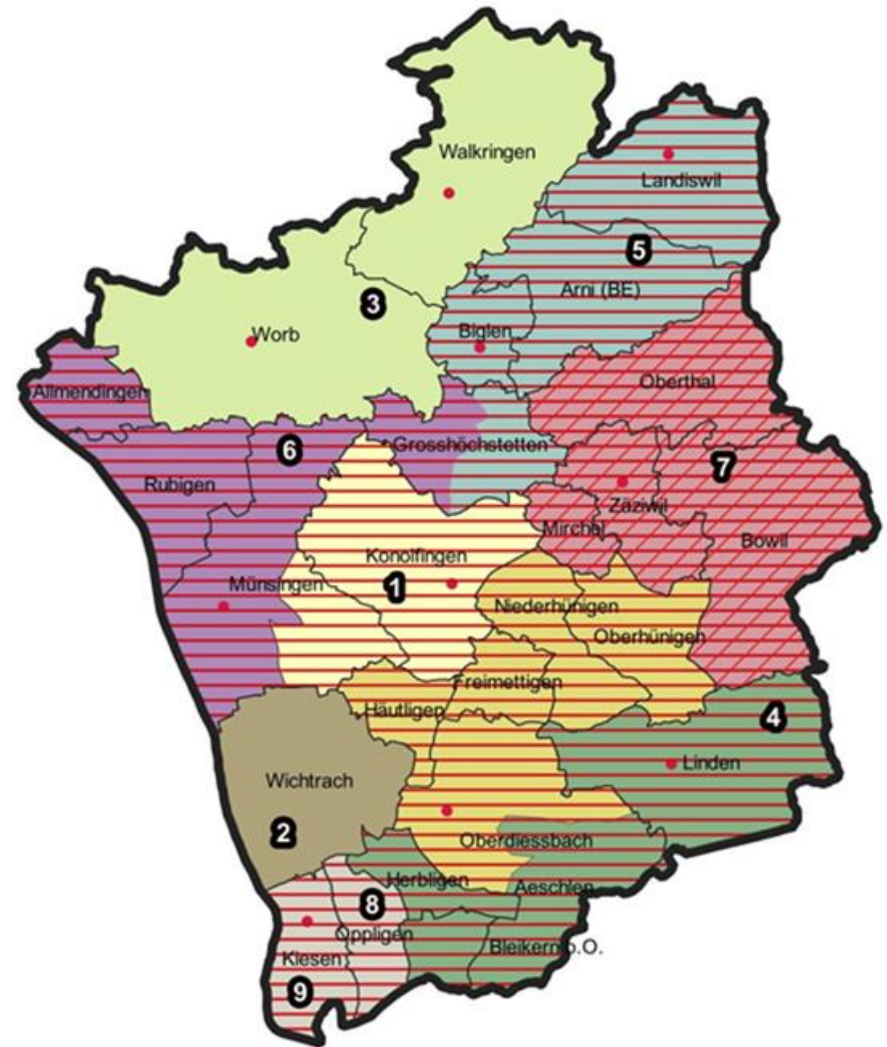 Walkringen
Landiswil
5
Arni (BE)
3
Biglen
Worb
Oberthal
Allmendingen
Grosshöchstetten
6
7
Rubigen
Zäziwil
Mirchel
Bowil
Konolfingen
1
Münsingen
Niederhünigen
Oberhünigen
Freimettigen
Häutligen
4
Linden
Wichtrach
2
Oberdiessbach
Herbligen
Aeschlen
8
Oppligen
Bleiken b.O.
Kiesen
9